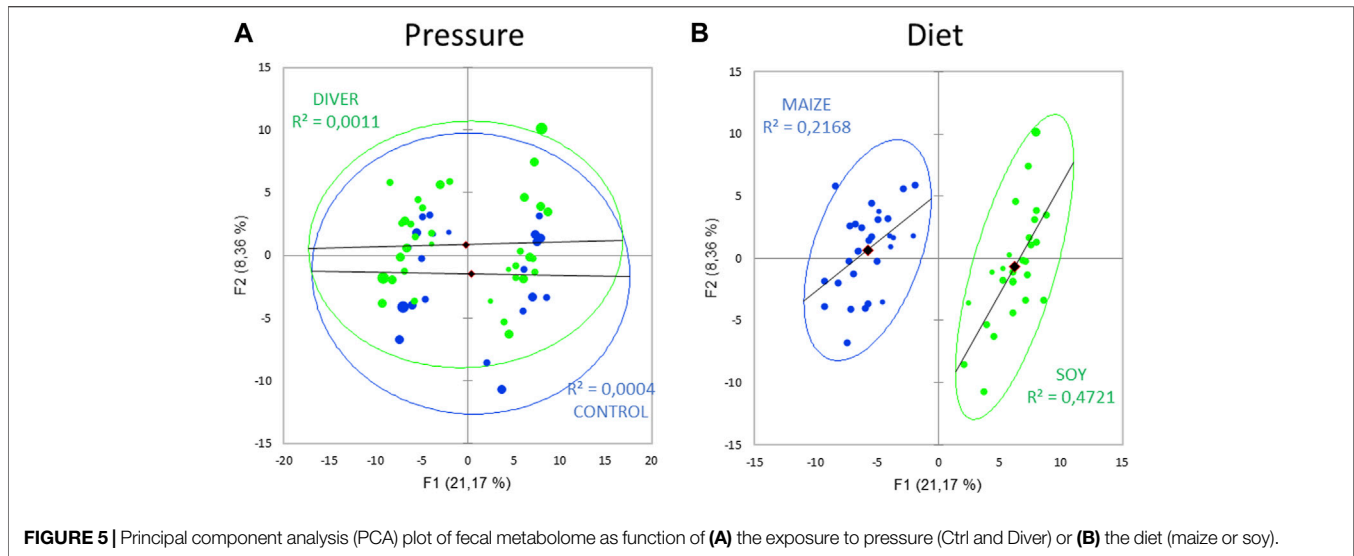 A
Pressure
B
Diet
DIVER
R² = 0,0011
R² = 0,0004
CONTROL
15
10
5
0
-5
-10
-15
-20
-15
-10
-5
0
5
10
15
20
F2 (8,36 %)
F1 (21,17 %)
MAIZE
R² = 0,2168
SOY
R² = 0,4721
15
10
5
0
-5
-10
-15
-15
-10
-5
0
5
10
15
F2 (8,36 %)
F1 (21,17 %)
FIGURE 5 | Principal component analysis (PCA) plot of fecal metabolome as function of (A) the exposure to pressure (Ctrl and Diver) or (B) the diet (maize or soy).